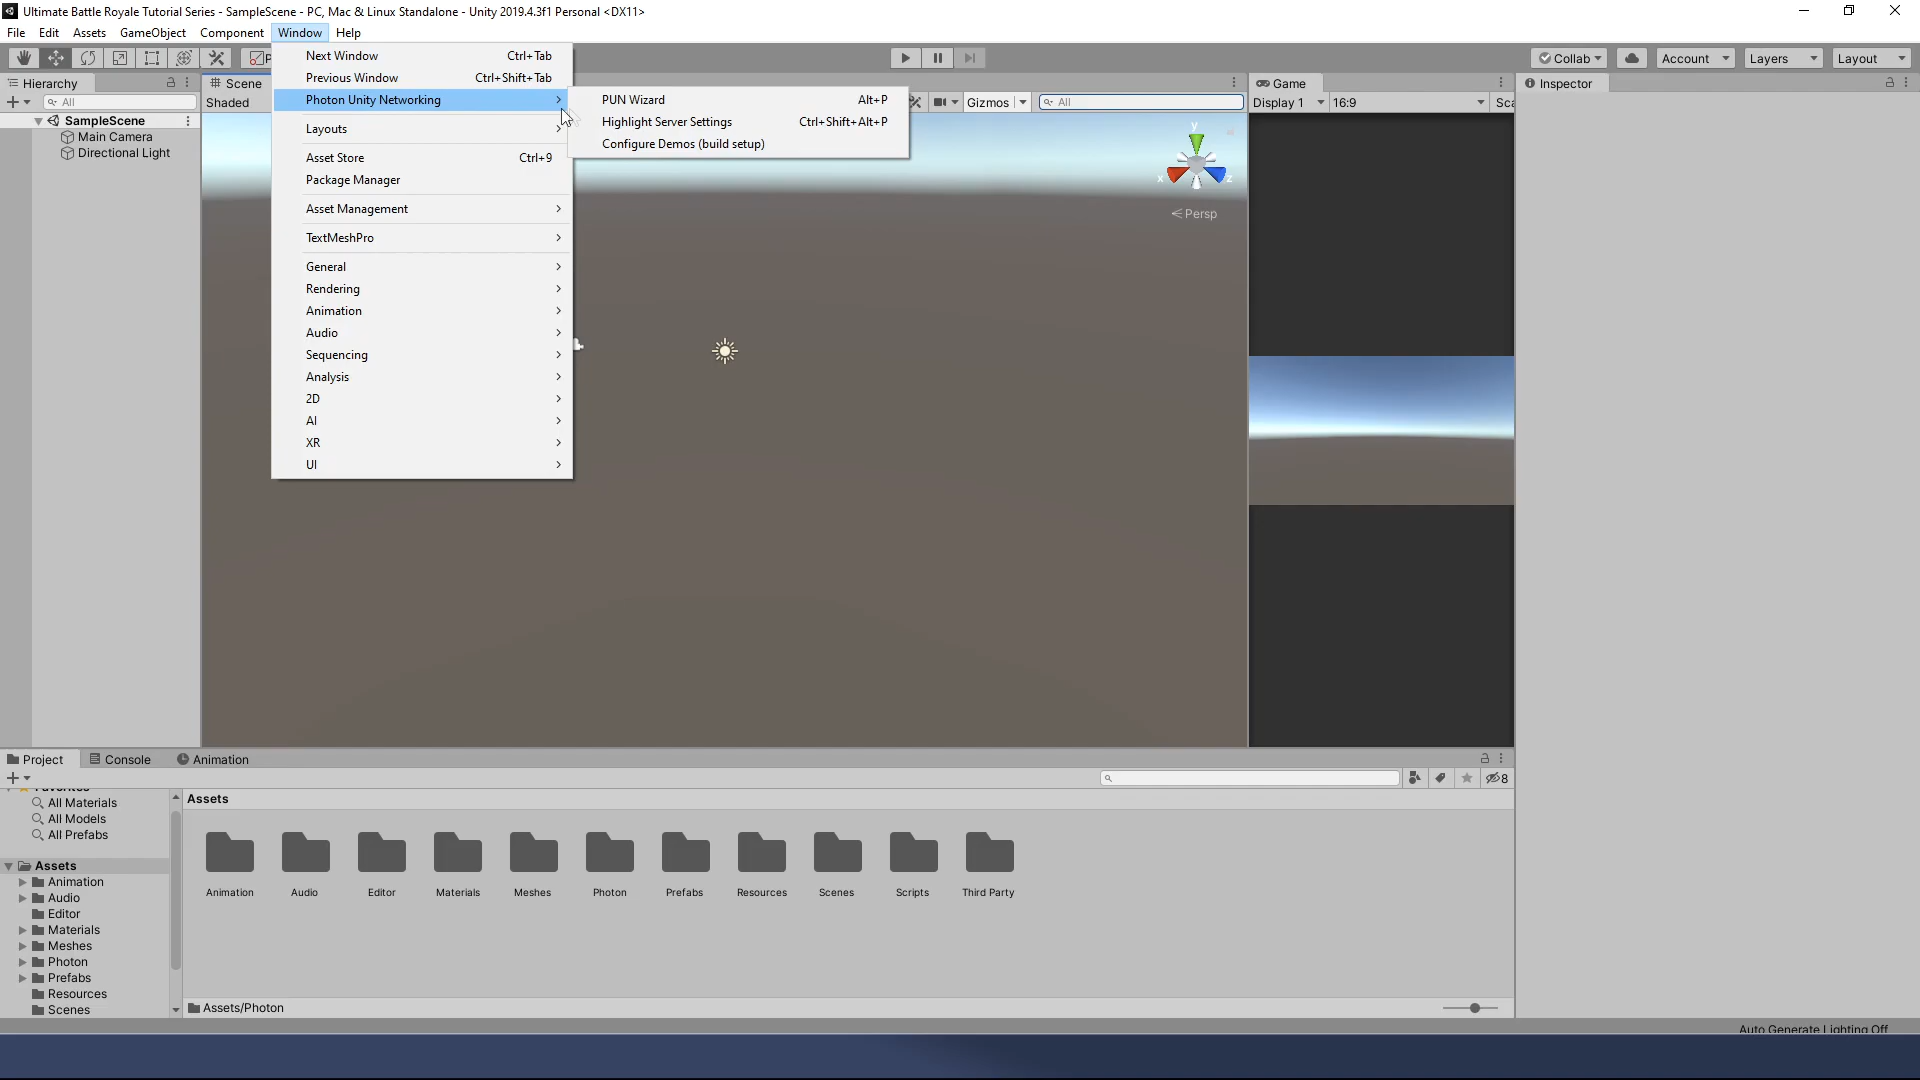 Ultimate Battle Royale Tutorial Series - SampleScene - PC, Mac & Linux Standalone - Unity 2019.4.3f1 Personal <DX11>
File Edit Assets GameObject Component Window Help
Collab Account Layers Layout
Hierarchy
All
SampleScene
Main Camera
Directional Light
Scene
Shaded
Next Window Ctrl+Tab
Previous Window Ctrl+Shift+Tab
Photon Unity Networking
Layouts
Asset Store Ctrl+9
Package Manager
Asset Management
TextMeshPro
General
Rendering
Animation
Audio
Sequencing
Analysis
2D
AI
XR
UI
PUN Wizard Alt+P
Highlight Server Settings Ctrl+Shift+Alt+P
Configure Demos (build setup)
Gizmos All
y
x z
Persp
Game
Display 1 16:9
Inspector
Project Console Animation
8
Favorites
All Materials
All Models
All Prefabs
Assets
Animation
Audio
Editor
Materials
Meshes
Photon
Prefabs
Resources
Scenes
Assets
Animation Audio Editor Materials Meshes Photon Prefabs Resources Scenes Scripts Third Party
Assets/Photon
Auto Generate Lighting Off